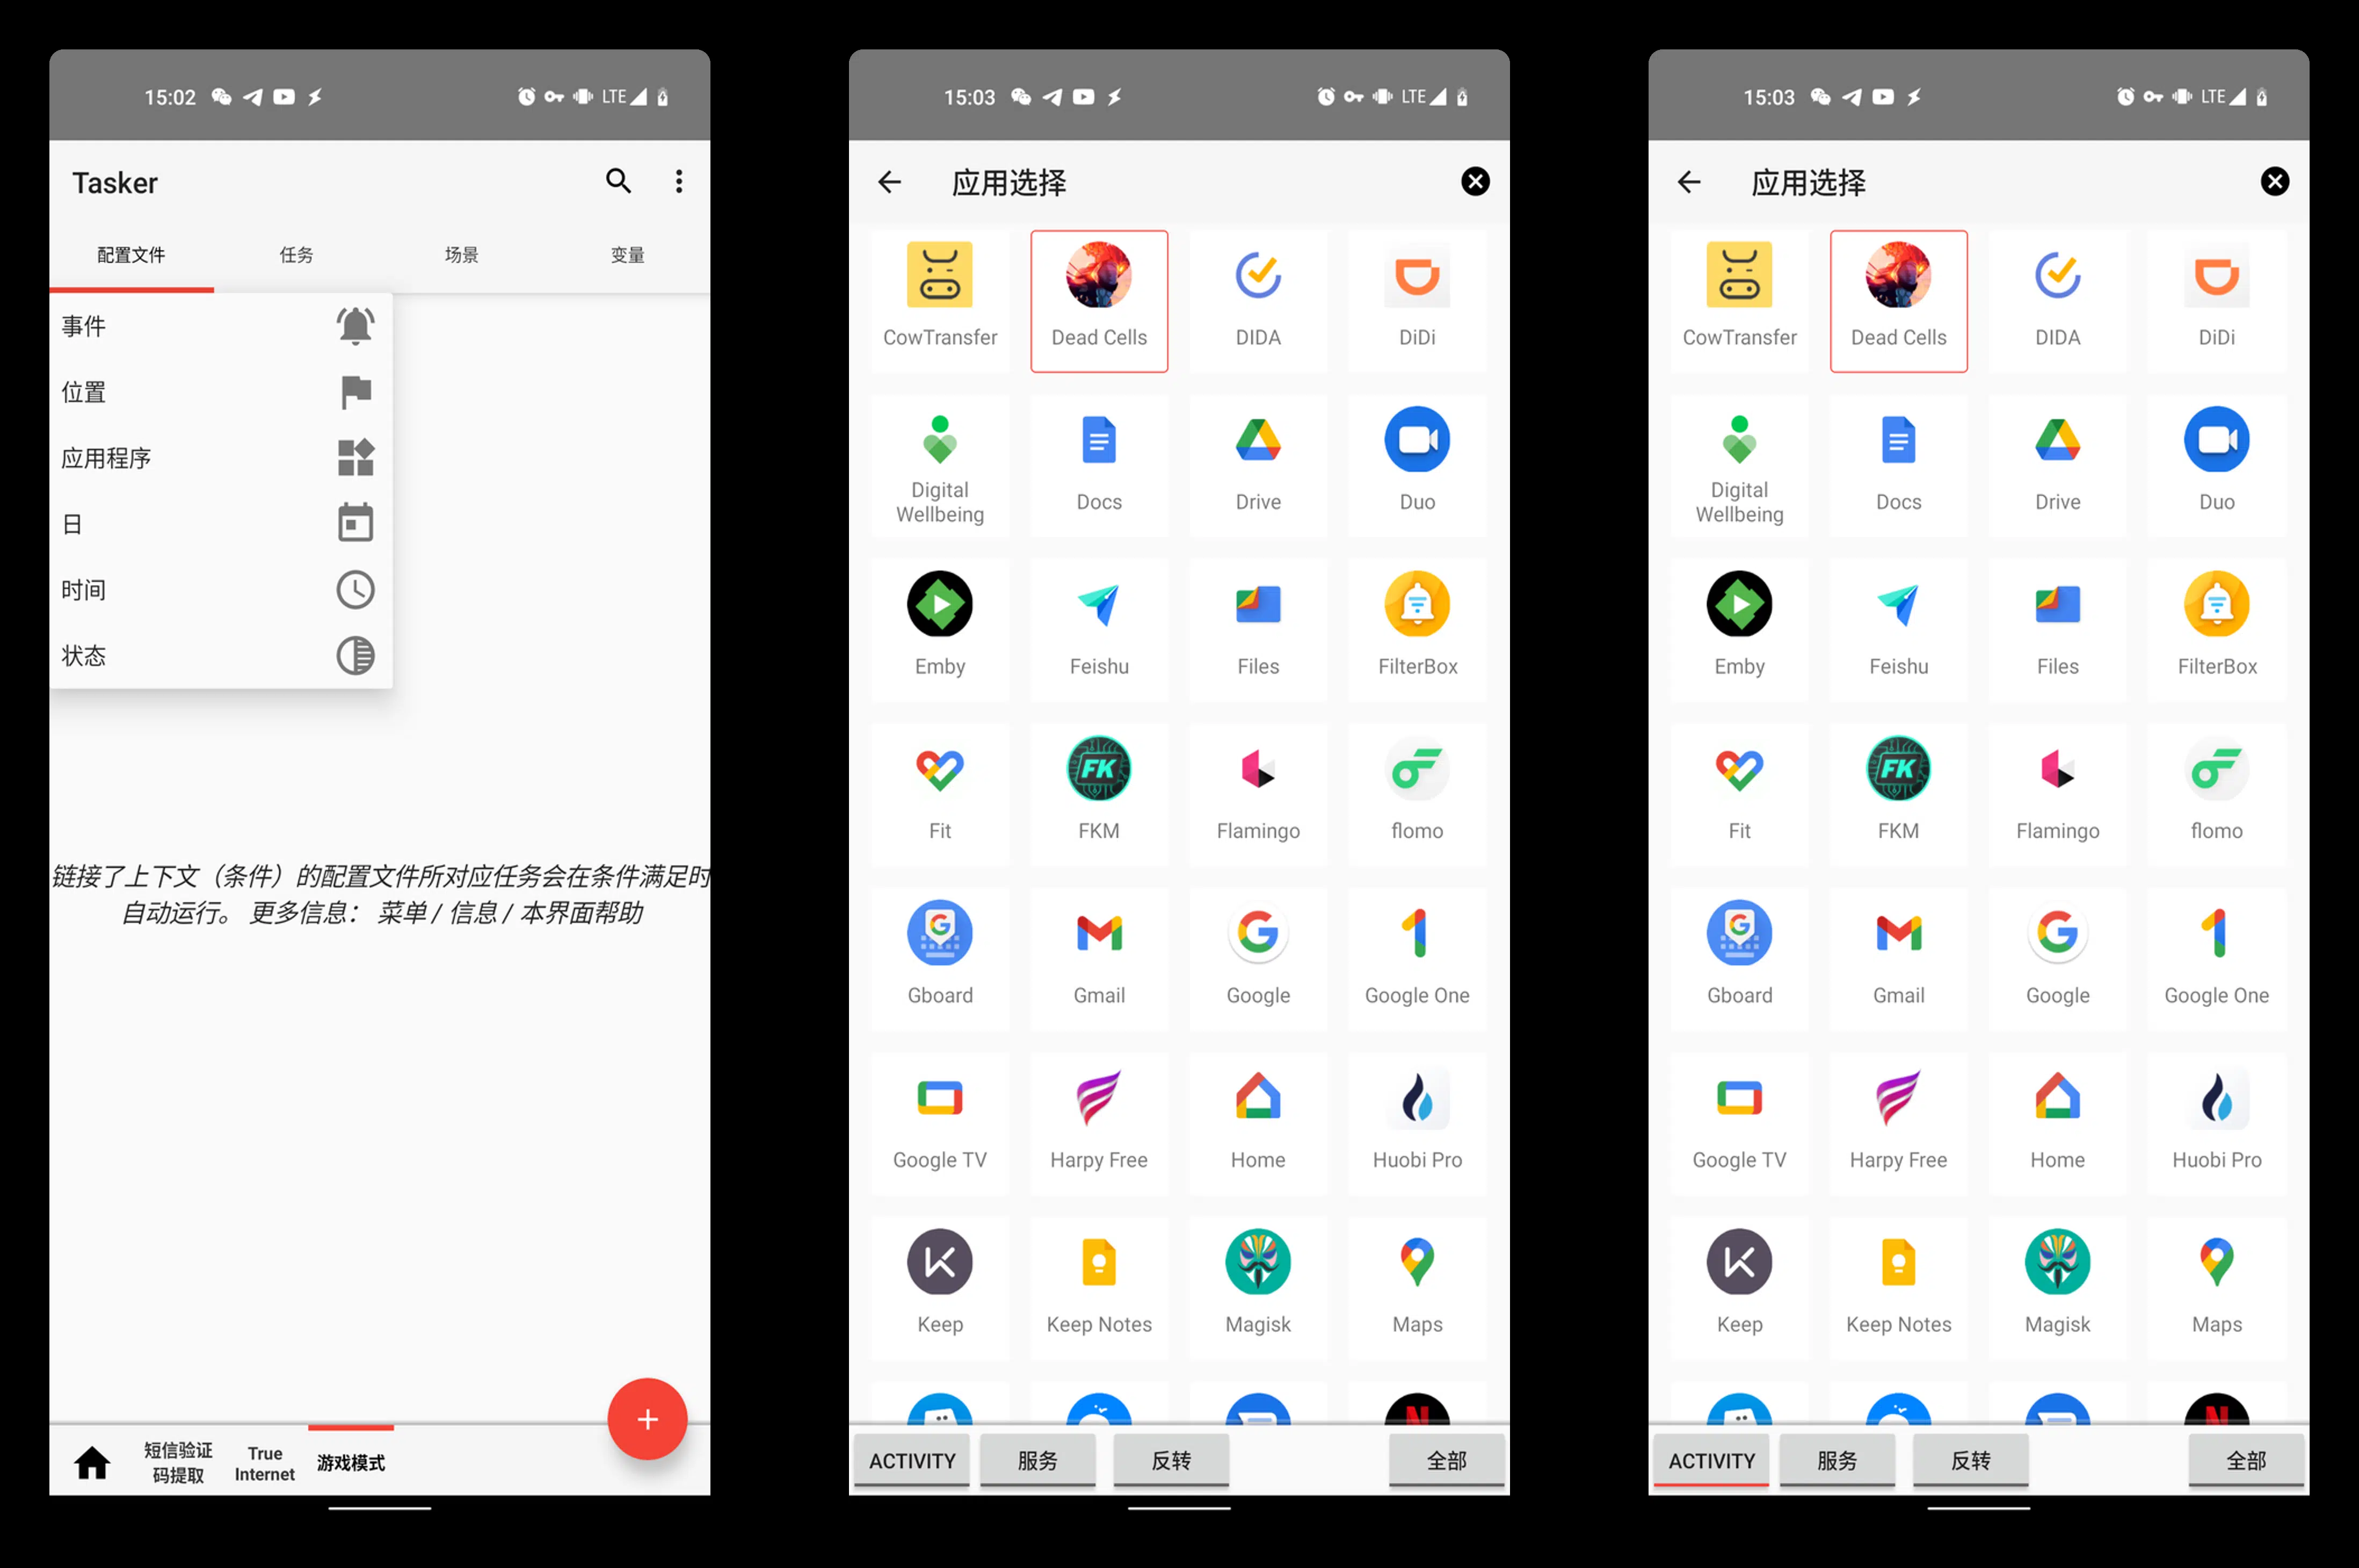 15:02
LTE
Tasker
配置文件 任务 场景 变量
事件
位置
应用程序
日
时间
状态
链接了上下文（条件）的配置文件所对应任务会在条件满足时
自动运行。 更多信息： 菜单 / 信息 / 本界面帮助
短信验证
码提取
True
Internet
游戏模式
15:03
LTE
应用选择
CowTransfer Dead Cells DIDA DiDi
Digital
Wellbeing
Docs Drive Duo
Emby Feishu Files FilterBox
FK
Fit FKM Flamingo flomo
Gboard Gmail Google Google One
Google TV Harpy Free Home Huobi Pro
Keep Keep Notes Magisk Maps
ACTIVITY 服务 反转 全部
15:03
LTE
应用选择
CowTransfer Dead Cells DIDA DiDi
Digital
Wellbeing
Docs Drive Duo
Emby Feishu Files FilterBox
FK
Fit FKM Flamingo flomo
Gboard Gmail Google Google One
Google TV Harpy Free Home Huobi Pro
Keep Keep Notes Magisk Maps
ACTIVITY 服务 反转 全部